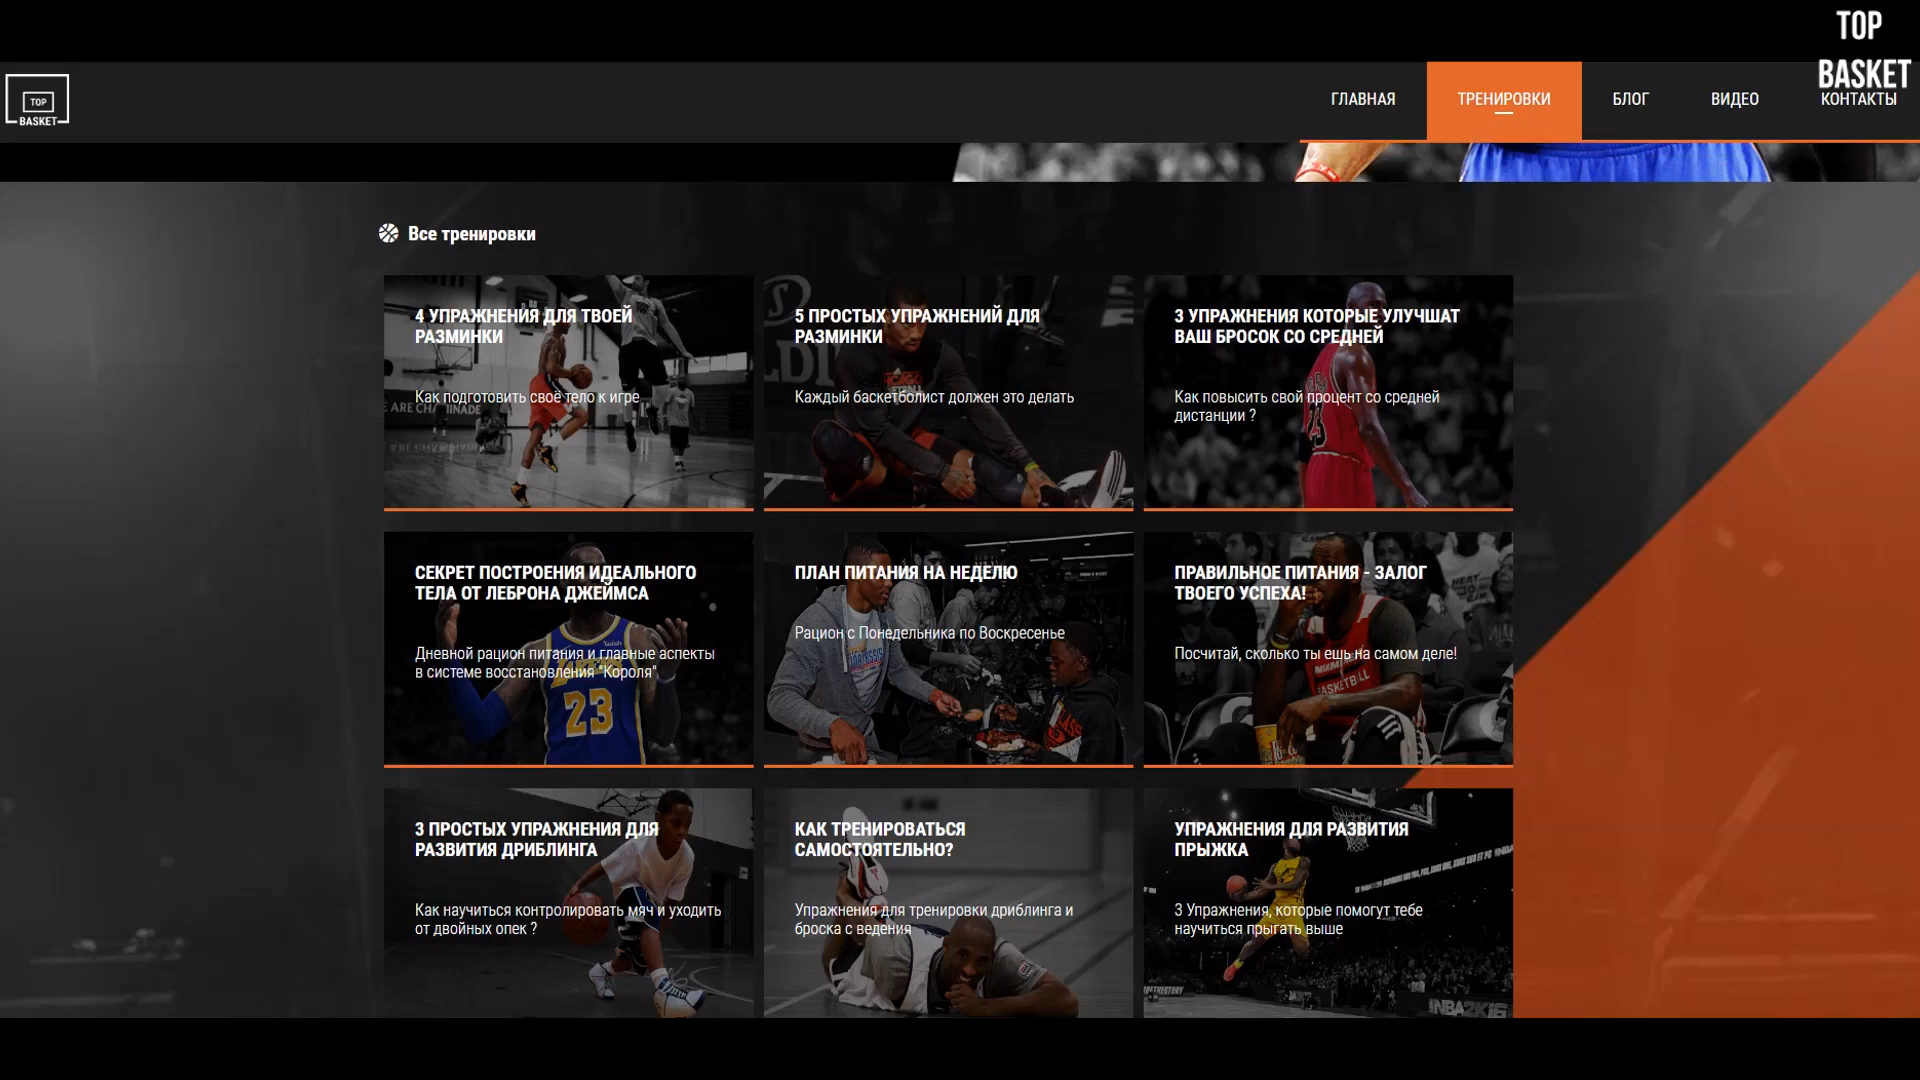 TOP
BASKET
TOP
BASKET
ГЛАВНАЯ
ТРЕНИРОВКИ
БЛОГ
ВИДЕО
КОНТАКТЫ
Все тренировки
4 УПРАЖНЕНИЯ ДЛЯ ТВОЕЙ
РАЗМИНКИ
Как подготовить своё тело к игре
5 ПРОСТЫХ УПРАЖНЕНИЙ ДЛЯ
РАЗМИНКИ
Каждый баскетболист должен это делать
3 УПРАЖНЕНИЯ КОТОРЫЕ УЛУЧШАТ
ВАШ БРОСОК СО СРЕДНЕЙ
Как повысить свой процент со средней
дистанции ?
23
СЕКРЕТ ПОСТРОЕНИЯ ИДЕАЛЬНОГО
ТЕЛА ОТ ЛЕБРОНА ДЖЕЙМСА
Дневной рацион питания и главные аспекты
в системе восстановления "Короля"
23
ПЛАН ПИТАНИЯ НА НЕДЕЛЮ
Рацион с Понедельника по Воскресенье
ПРАВИЛЬНОЕ ПИТАНИЯ - ЗАЛОГ
ТВОЕГО УСПЕХА!
Посчитай, сколько ты ешь на самом деле!
BASKETBALL
3 ПРОСТЫХ УПРАЖНЕНИЯ ДЛЯ
РАЗВИТИЯ ДРИБЛИНГА
Как научиться контролировать мяч и уходить
от двойных опек ?
КАК ТРЕНИРОВАТЬСЯ
САМОСТОЯТЕЛЬНО?
Упражнения для тренировки дриблинга и
броска с ведения
УПРАЖНЕНИЯ ДЛЯ РАЗВИТИЯ
ПРЫЖКА
3 Упражнения, которые помогут тебе
научиться прыгать выше
NBA2K16